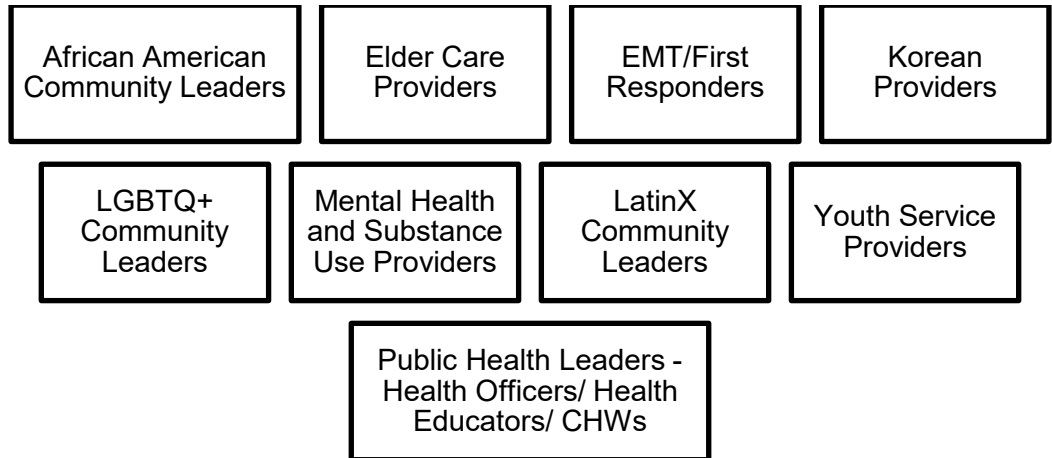 African American
Community Leaders
Elder Care
Providers
EMT/First
Responders
Korean
Providers
LGBTQ+
Community
Leaders
Mental Health
and Substance
Use Providers
LatinX
Community
Leaders
Youth Service
Providers
Public Health Leaders -
Health Officers/ Health
Educators/ CHWs